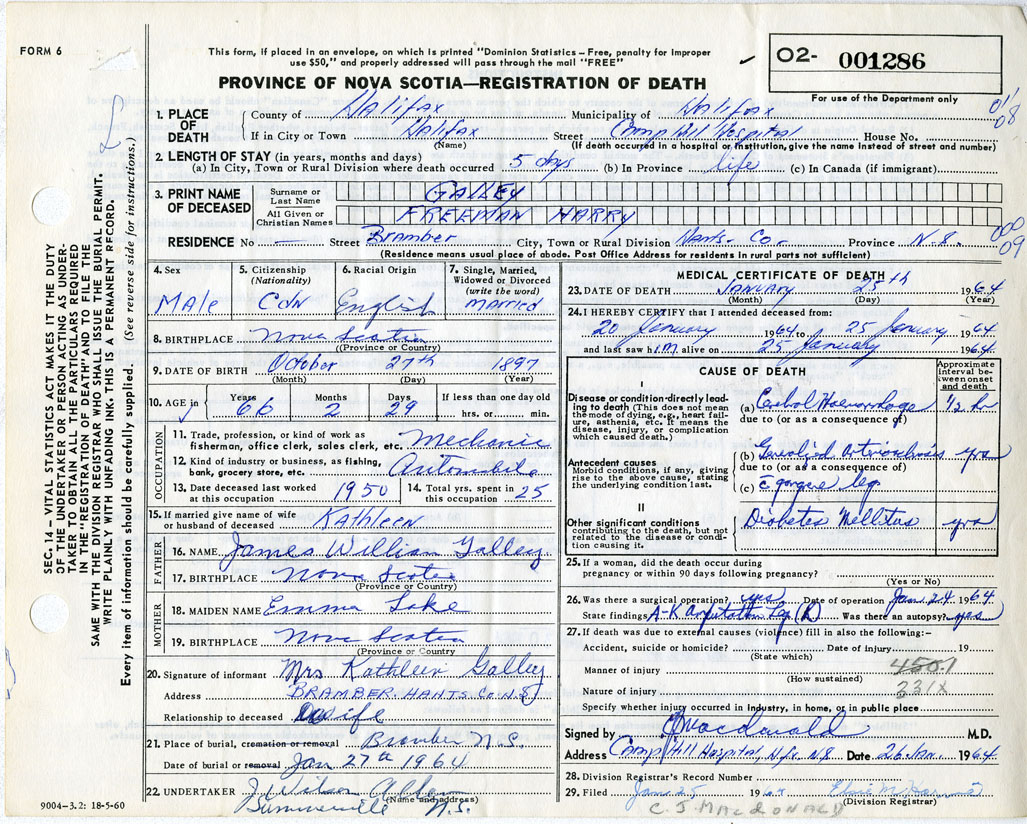 FORM 6
This form, if placed in an envelope, on which is printed "Dominion Statistics – Free, penalty for improper
use $50," and properly addressed will pass through the mail "FREE"
O2- 001286
For use of the Department only
PROVINCE OF NOVA SCOTIA—REGISTRATION OF DEATH
1. PLACE OF DEATH
County of Halifax Municipality of Halifax
If in City or Town Halifax Street Camp Hill Hospital House No.
(Name) (If death occurred in a hospital or institution, give the name instead of street and number)
01
08
2. LENGTH OF STAY (in years, months and days)
(a) In City, Town or Rural Division where death occurred 5 days (b) In Province life (c) In Canada (if immigrant)
3. PRINT NAME OF DECEASED
Surname or Last Name GALLEY
All Given or Christian Names FREEMAN HARRY
RESIDENCE No — Street Bramber City, Town or Rural Division Hants- Co- Province N.S.
(Residence means usual place of abode. Post Office Address for residents in rural parts not sufficient)
000
09
4. Sex Male
5. Citizenship (Nationality) CDN
6. Racial Origin English
7. Single, Married, Widowed or Divorced (write the word) married
8. BIRTHPLACE Nova Scotia
(Province or Country)
9. DATE OF BIRTH October 27th 1897
(Month) (Day) (Year)
10. AGE in Years 66 Months 2 Days 29 If less than one day old hrs. or min.
OCCUPATION
11. Trade, profession, or kind of work as fisherman, office clerk, sales clerk, etc. Mechanic
12. Kind of industry or business, as fishing, bank, grocery store, etc. Automobile
13. Date deceased last worked at this occupation 1950
14. Total yrs. spent in this occupation 25
15. If married give name of wife or husband of deceased Kathleen
FATHER
16. NAME James William Galley
17. BIRTHPLACE Nova Scotia
(Province or Country)
MOTHER
18. MAIDEN NAME Emma Lake
19. BIRTHPLACE Nova Scotia
(Province or Country
20. Signature of informant Mrs Kathleen Galley
Address BRAMBER HANTS Co N.S
Relationship to deceased Wife
21. Place of burial, cremation or removal Bramber N.S.
Date of burial or removal Jan 27th 1964
22. UNDERTAKER J Wilson Allen
(Name and address)
Summerville N.S.
MEDICAL CERTIFICATE OF DEATH
23. DATE OF DEATH January 25th 1964
(Month) (Day) (Year)
24. I HEREBY CERTIFY that I attended deceased from:
20 January 1964 to 25 January 1964
and last saw him alive on 25 January 1964
CAUSE OF DEATH
Approximate interval between onset and death
I
Disease or condition-directly leading to death (This does not mean the mode of dying, e.g., heart failure, asthenia, etc. It means the disease, injury, or complication which caused death.)
(a) Haemorrhage 1/2 hr
due to (or as a consequence of)
Antecedent causes
Morbid conditions, if any, giving rise to the above cause, stating the underlying condition last.
(b) Arteriosclerosis yrs
due to (or as a consequence of)
(c) leg
II
Other significant conditions
contributing to the death, but not related to the disease or condition causing it.
Diabetes Mellitus yrs
25. If a woman, did the death occur during pregnancy or within 90 days following pregnancy?
(Yes or No)
26. Was there a surgical operation? yes Date of operation Jan. 24 1964
State findings A-K Amputation Leg (R) Was there an autopsy? yes
27. If death was due to external causes (violence) fill in also the following:–
Accident, suicide or homicide? Date of injury 19
(State which)
Manner of injury 450.1
(How sustained)
331X
Nature of injury
Specify whether injury occurred in industry, in home, or in public place
Signed by Macdonald M.D.
Address Camp Hill Hospital, Hfx. N.S Date 26 Jan. 1964
28. Division Registrar's Record Number
29. Filed Jan. 25 19
(Division Registrar)
C J MACDONALD
SEC. 14 – VITAL STATISTICS ACT MAKES IT THE DUTY
OF THE UNDERTAKER OR PERSON ACTING AS UNDER-
TAKER TO OBTAIN ALL THE PARTICULARS REQUIRED
IN THE "REGISTRATION OF DEATH" AND TO FILE THE
SAME WITH THE DIVISION REGISTRAR WHO SHALL ISSUE THE BURIAL PERMIT.
WRITE PLAINLY WITH UNFADING INK. THIS IS A PERMANENT RECORD.
Every item of information should be carefully supplied. (See reverse side for instructions.)
9004–3.2: 18-5-60